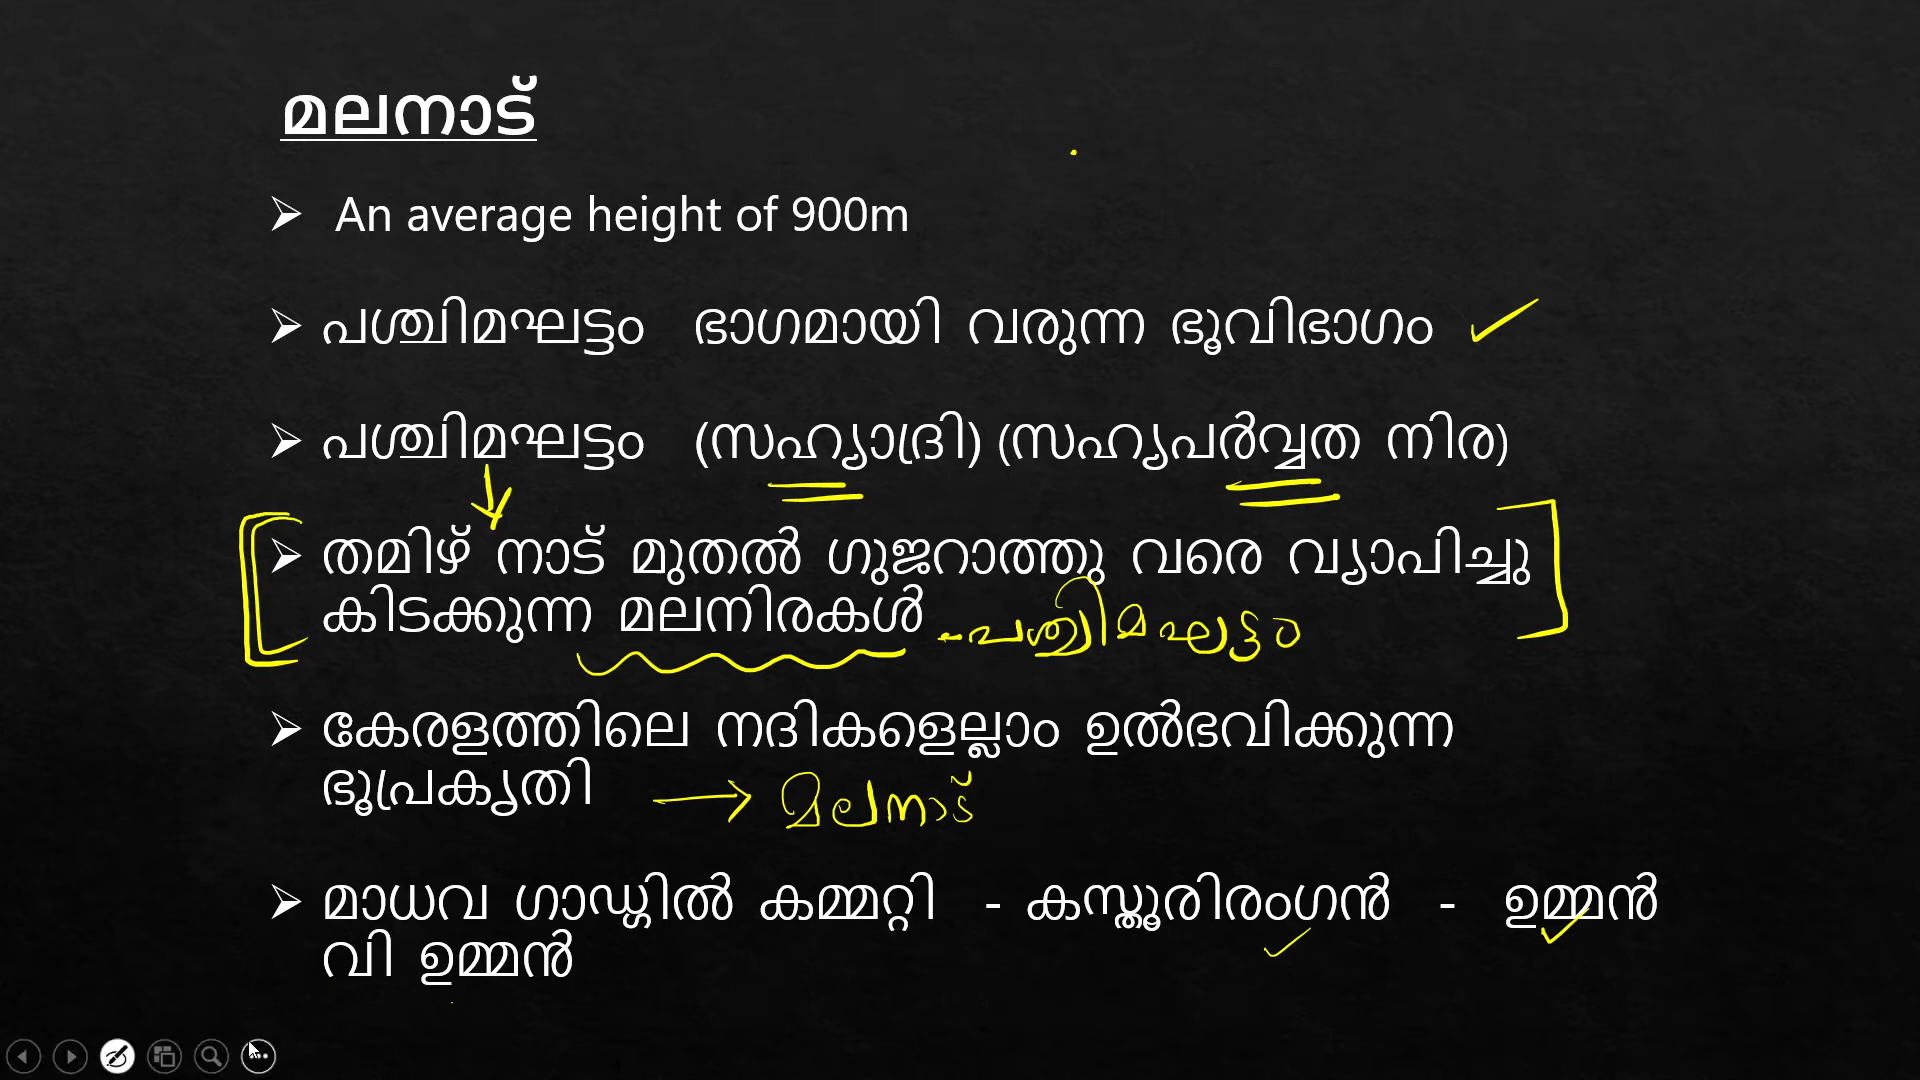 മലനാട്
➢ An average height of 900m
➢ പശ്ചിമഘട്ടം ഭാഗമായി വരുന്ന ഭൂവിഭാഗം
➢ പശ്ചിമഘട്ടം (സഹ്യാദ്രി) (സഹ്യപർവ്വത നിര)
➢ തമിഴ് നാട് മുതൽ ഗുജറാത്തു വരെ വ്യാപിച്ചു
കിടക്കുന്ന മലനിരകൾ - പശ്ചിമഘട്ടം
➢ കേരളത്തിലെ നദികളെല്ലാം ഉൽഭവിക്കുന്ന
ഭൂപ്രകൃതി → മലനാട്
➢ മാധവ ഗാഡ്ഗിൽ കമ്മറ്റി - കസ്തൂരിരംഗൻ - ഉമ്മൻ
വി ഉമ്മൻ